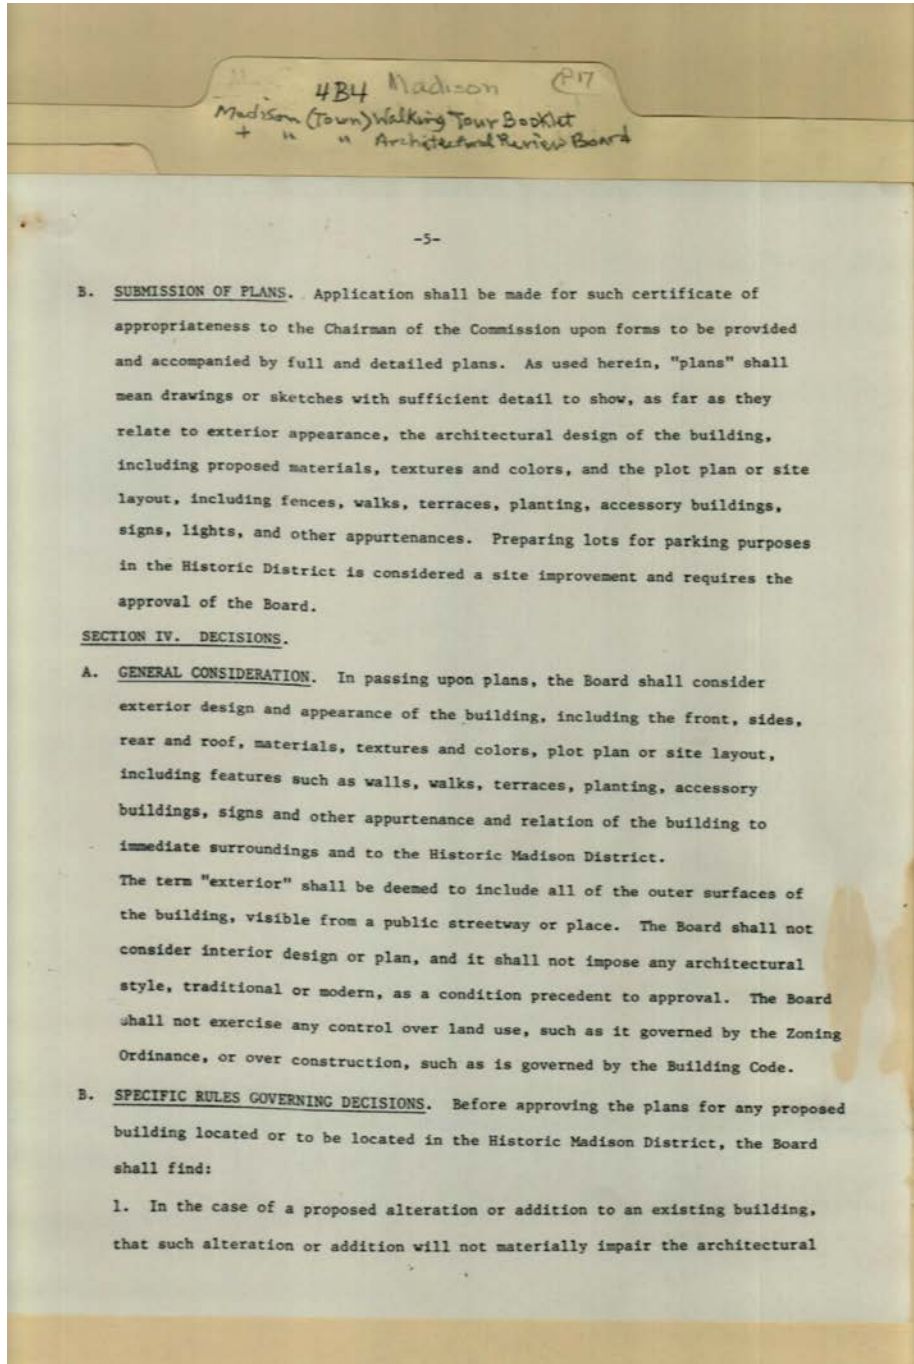 4B4 Madison P17
Madison (Town) Walking Tour Booklet
+ " " Architectural Review Board
-5-
B. SUBMISSION OF PLANS. Application shall be made for such certificate of
appropriateness to the Chairman of the Commission upon forms to be provided
and accompanied by full and detailed plans. As used herein, "plans" shall
mean drawings or sketches with sufficient detail to show, as far as they
relate to exterior appearance, the architectural design of the building,
including proposed materials, textures and colors, and the plot plan or site
layout, including fences, walks, terraces, planting, accessory buildings,
signs, lights, and other appurtenances. Preparing lots for parking purposes
in the Historic District is considered a site improvement and requires the
approval of the Board.
SECTION IV. DECISIONS.
A. GENERAL CONSIDERATION. In passing upon plans, the Board shall consider
exterior design and appearance of the building, including the front, sides,
rear and roof, materials, textures and colors, plot plan or site layout,
including features such as walls, walks, terraces, planting, accessory
buildings, signs and other appurtenance and relation of the building to
immediate surroundings and to the Historic Madison District.
The term "exterior" shall be deemed to include all of the outer surfaces of
the building, visible from a public streetway or place. The Board shall not
consider interior design or plan, and it shall not impose any architectural
style, traditional or modern, as a condition precedent to approval. The Board
shall not exercise any control over land use, such as it governed by the Zoning
Ordinance, or over construction, such as is governed by the Building Code.
B. SPECIFIC RULES GOVERNING DECISIONS. Before approving the plans for any proposed
building located or to be located in the Historic Madison District, the Board
shall find:
1. In the case of a proposed alteration or addition to an existing building,
that such alteration or addition will not materially impair the architectural